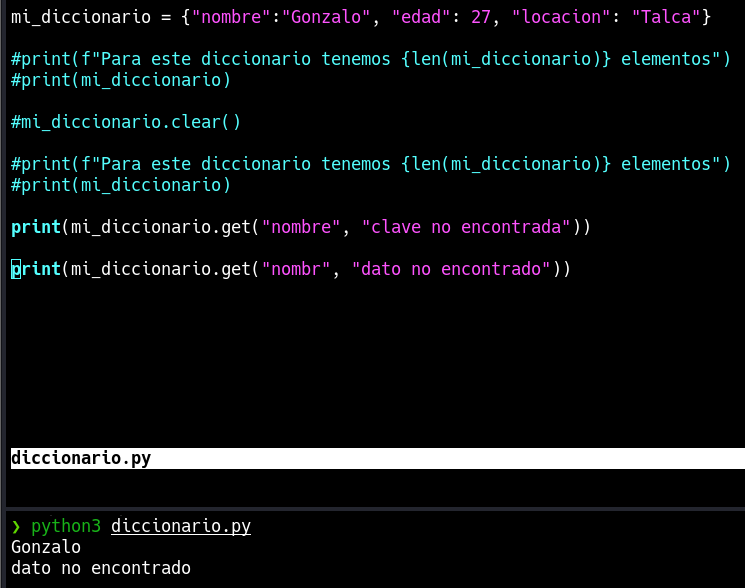 mi_diccionario = {"nombre":"Gonzalo", "edad": 27, "locacion": "Talca"}
#print(f"Para este diccionario tenemos {len(mi_diccionario)} elementos")
#print(mi_diccionario)
#mi_diccionario.clear()
#print(f"Para este diccionario tenemos {len(mi_diccionario)} elementos")
#print(mi_diccionario)
print(mi_diccionario.get("nombre", "clave no encontrada"))
print(mi_diccionario.get("nombr", "dato no encontrado"))
diccionario.py
❯ python3 diccionario.py
Gonzalo
dato no encontrado